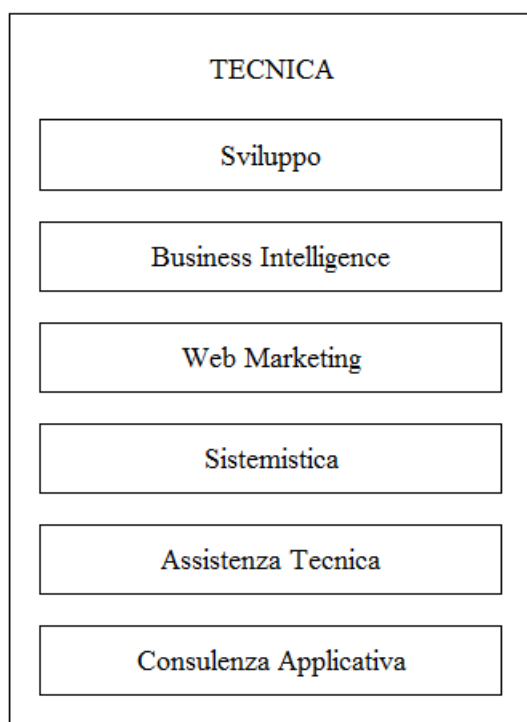 TECNICA
Sviluppo
Business Intelligence
Web Marketing
Sistemistica
Assistenza Tecnica
Consulenza Applicativa